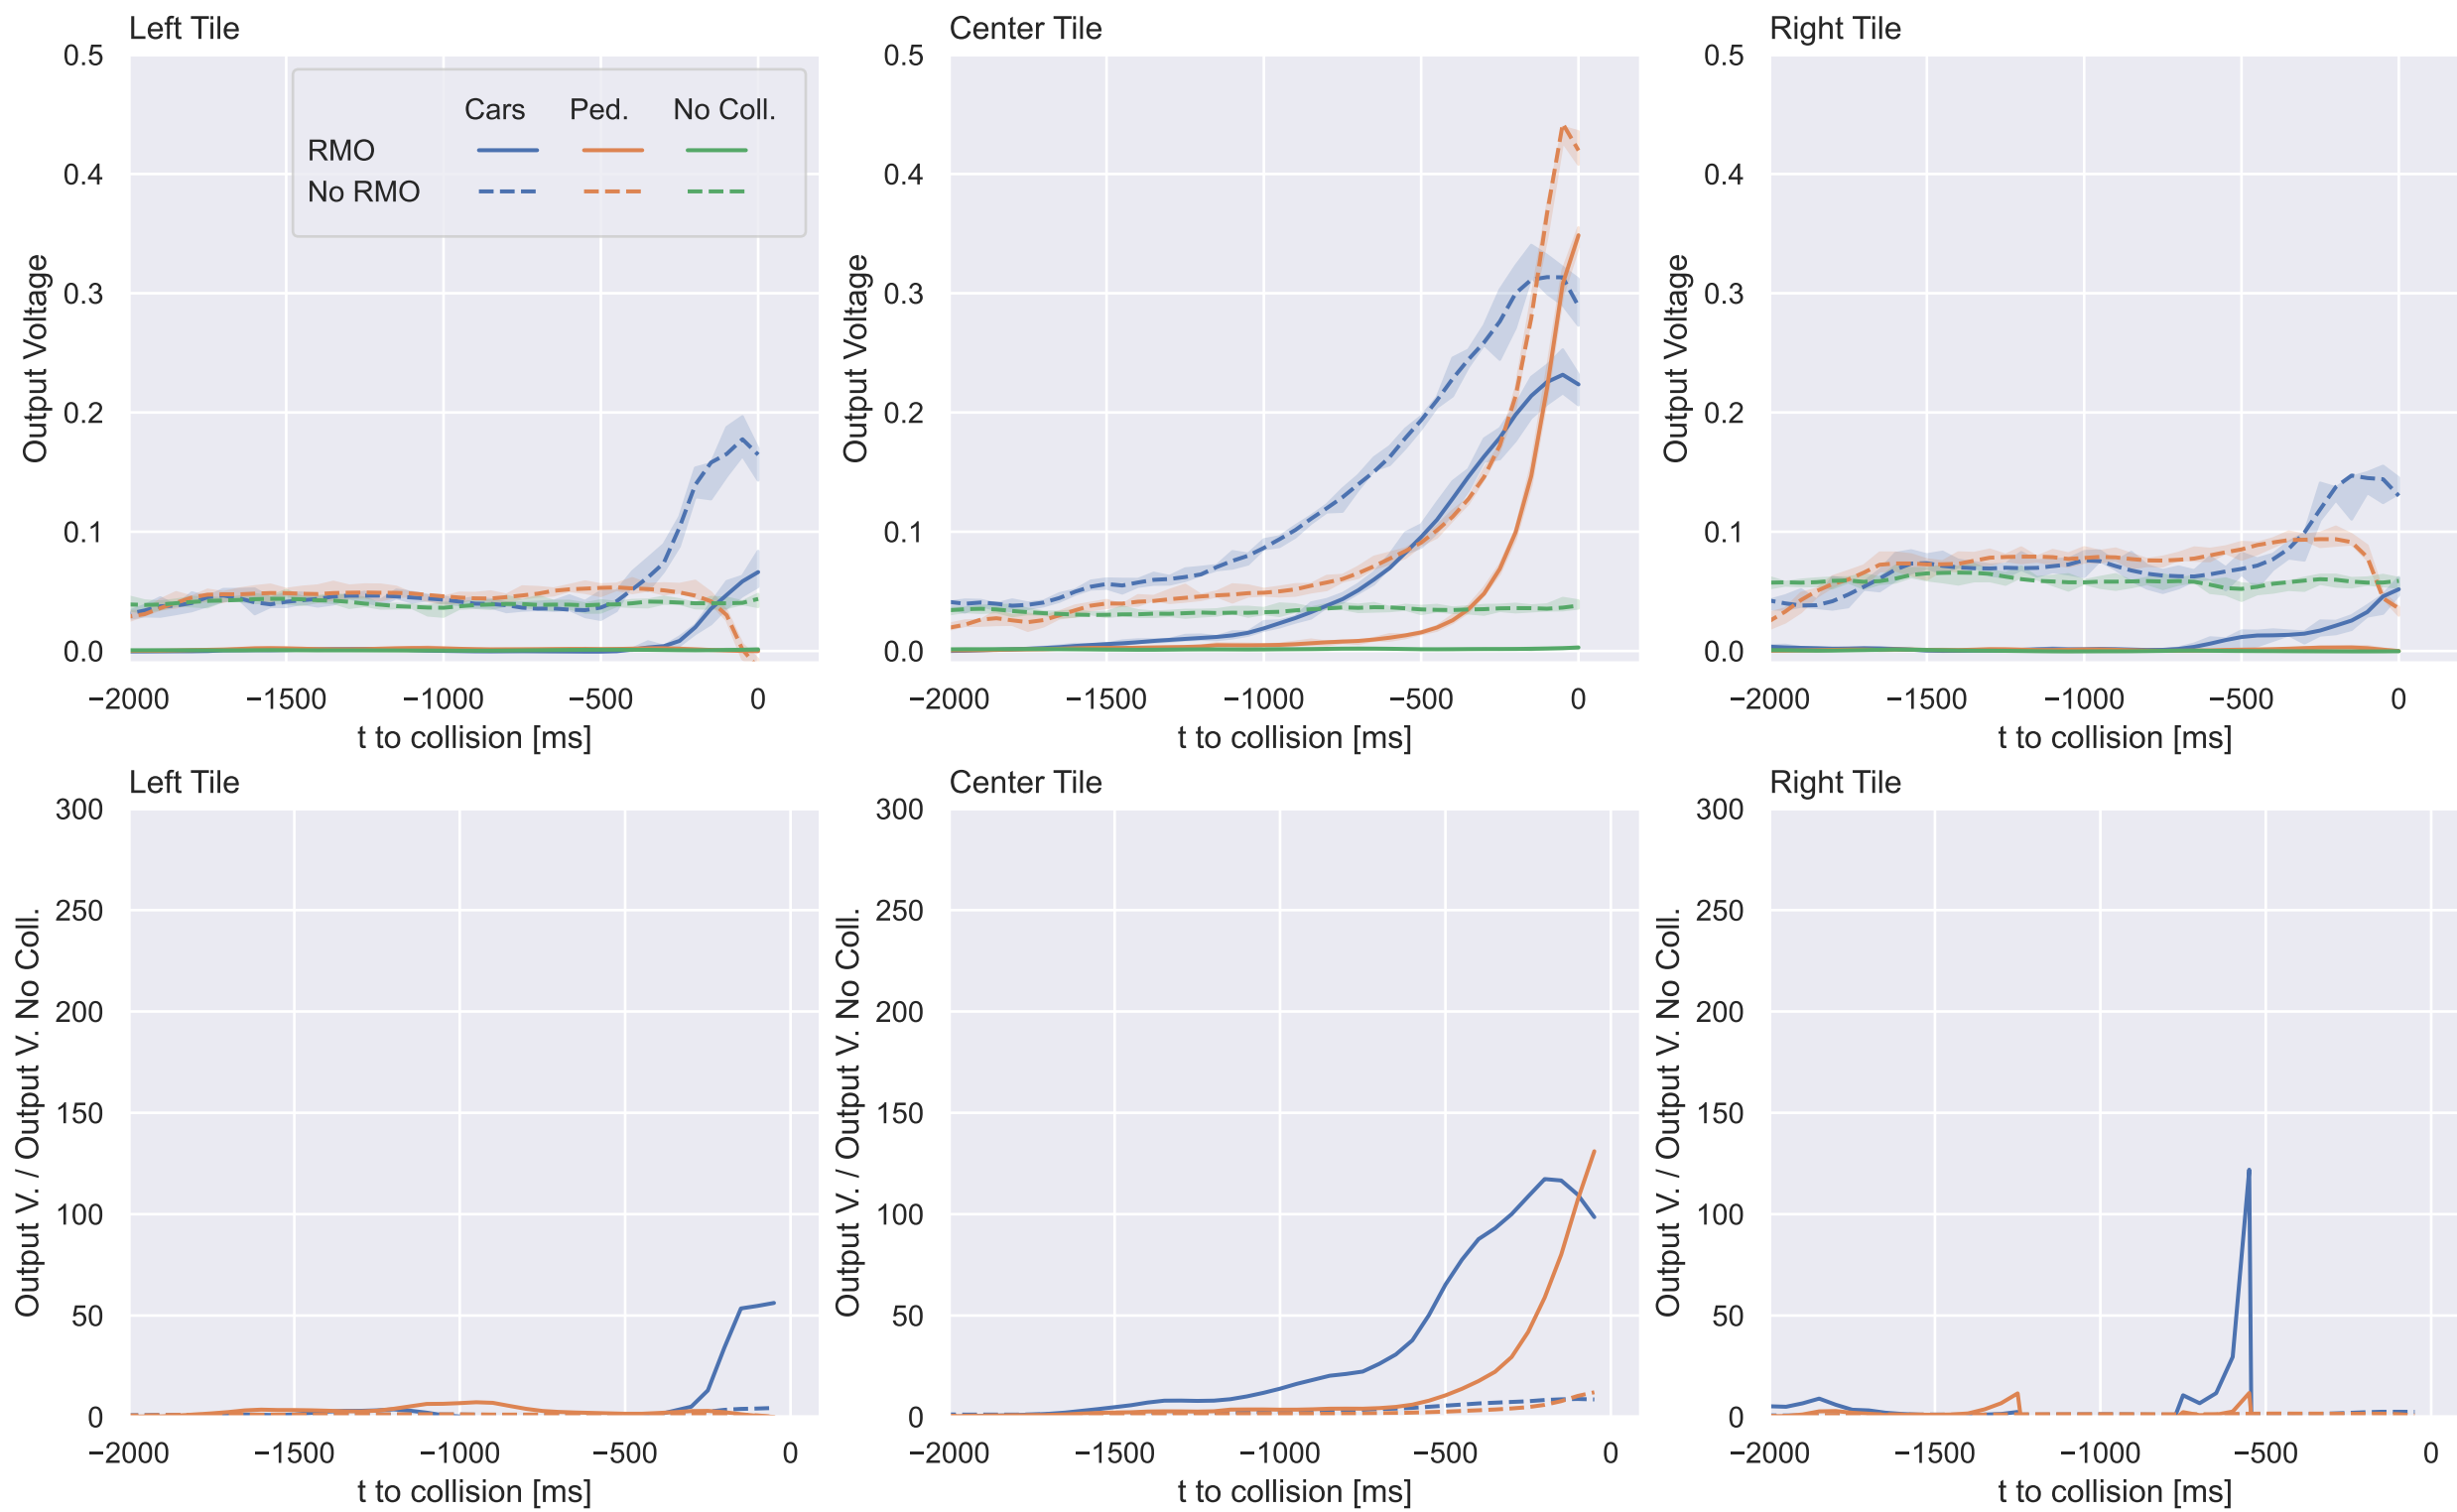 Left Tile
Center Tile
Right Tile
0.5
0.4
0.3
0.2
0.1
0.0
Output Voltage
Cars Ped. No Coll.
RMO
No RMO
−2000 −1500 −1000 −500 0
t to collision [ms]
0.5
0.4
0.3
0.2
0.1
0.0
Output Voltage
−2000 −1500 −1000 −500 0
t to collision [ms]
0.5
0.4
0.3
0.2
0.1
0.0
Output Voltage
−2000 −1500 −1000 −500 0
t to collision [ms]
Left Tile
Center Tile
Right Tile
300
250
200
150
100
50
0
Output V. / Output V. No Coll.
−2000 −1500 −1000 −500 0
t to collision [ms]
300
250
200
150
100
50
0
Output V. / Output V. No Coll.
−2000 −1500 −1000 −500 0
t to collision [ms]
300
250
200
150
100
50
0
Output V. / Output V. No Coll.
−2000 −1500 −1000 −500 0
t to collision [ms]